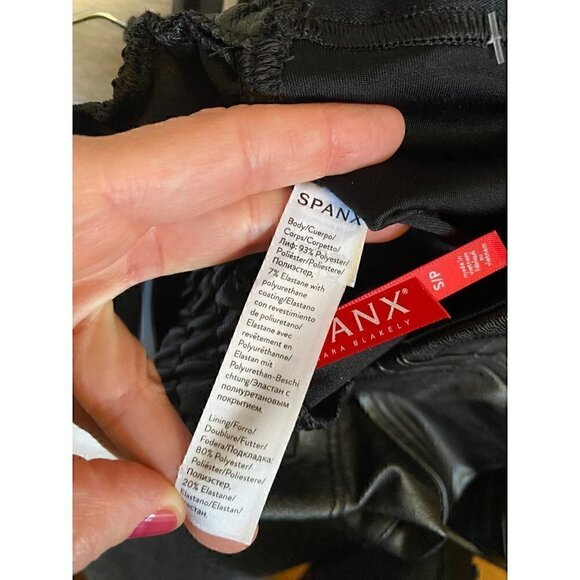 SPANX
Body/Cuerpo/
Corps/Corpetto/
Лиф: 93% Polyester/
Poliéster/Poliestere/
Полиэстер,
7% Elastane with
polyurethane
coating/Elastano
con revestimiento
de poliuretano/
Elastane avec
revêtement en
Polyuréthanne/
Elastan mit
Polyurethan-Beschi
chtung/Эластан с
полиуретановым
покрытием.
Lining/Forro/
Doublure/Futter/
Fodera/Подкладка:
80% Polyester/
Poliéster/Poliestere/
Полиэстер,
20% Elastane/
Elastano/Elastan/
стан.
ANX
ARA BLAKELY
S/P